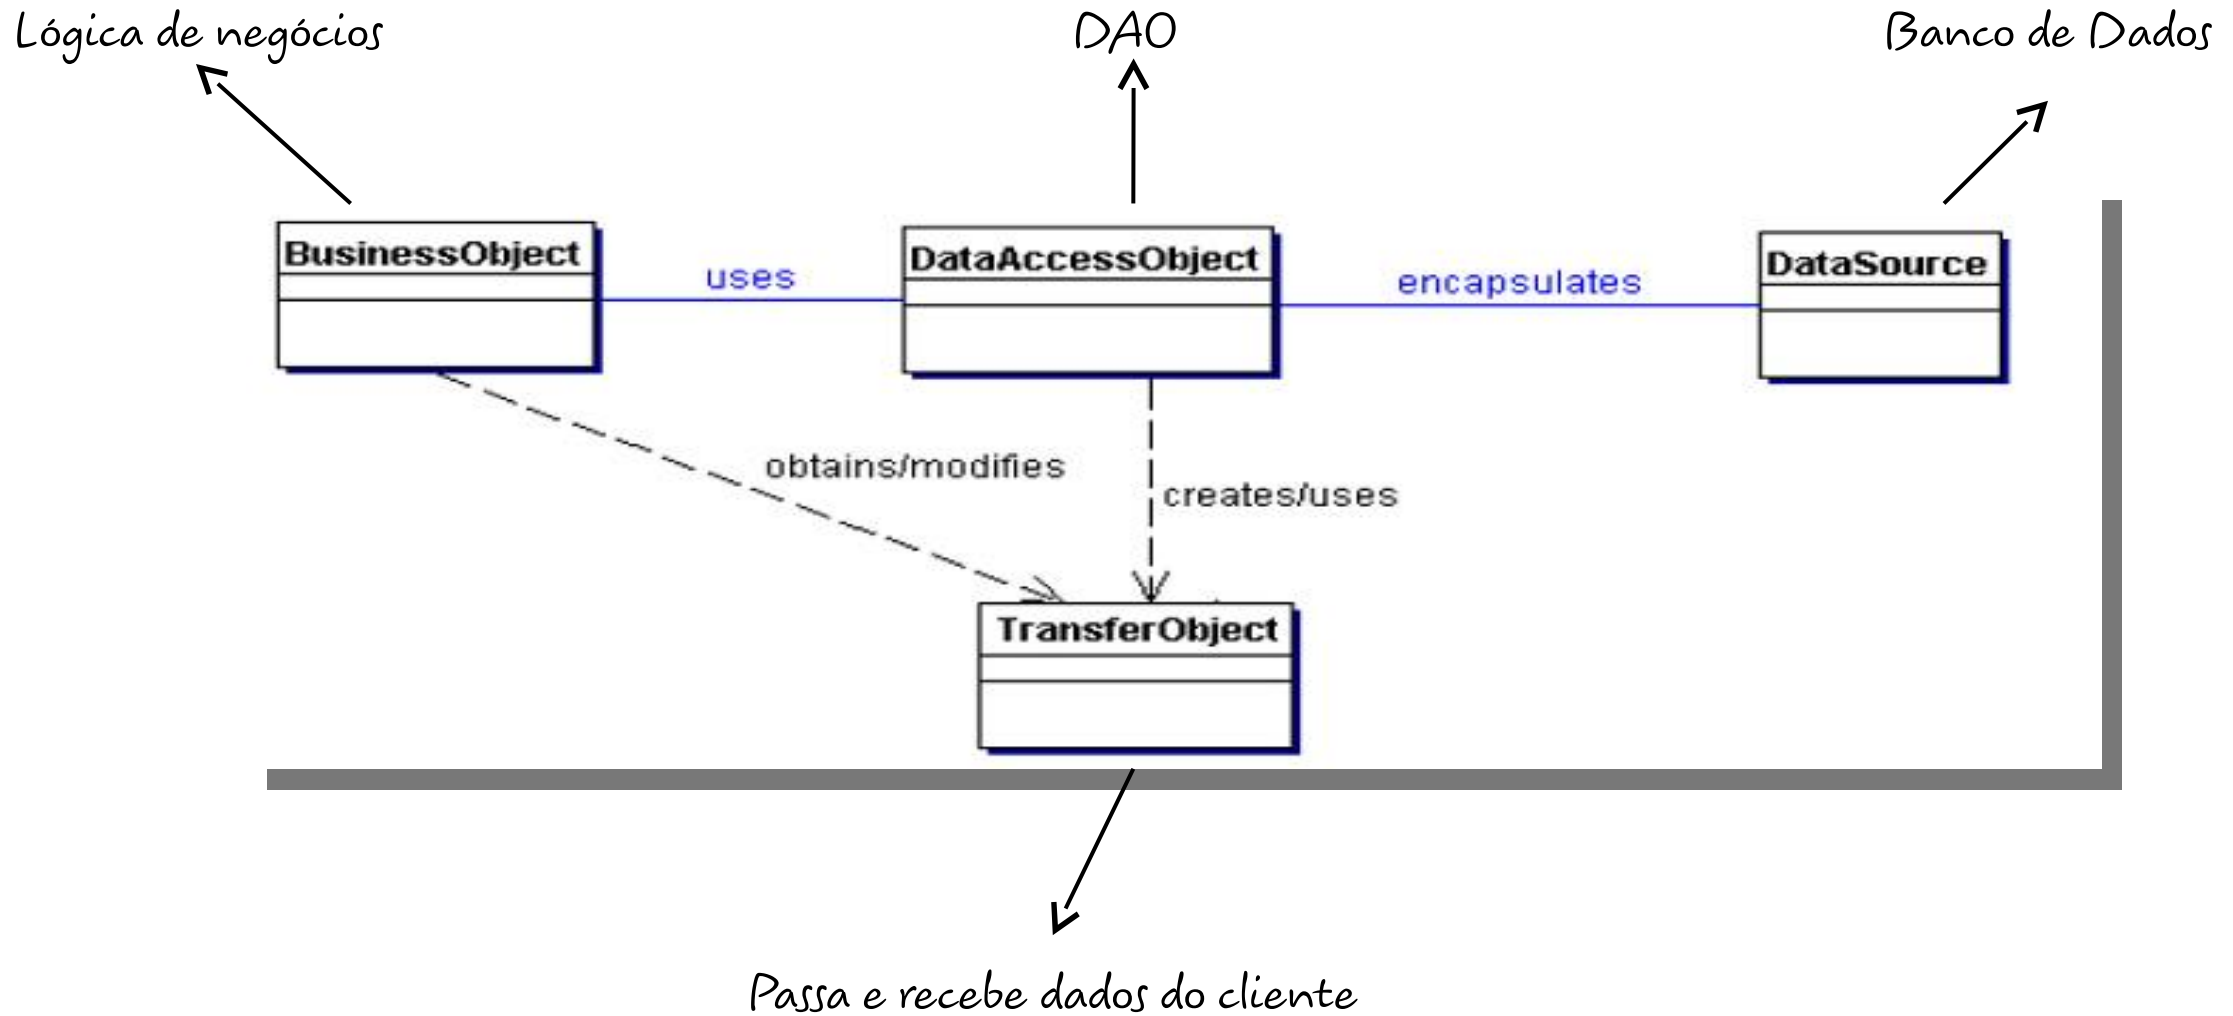 Lógica de negócios
DAO
Banco de Dados
BusinessObject
uses
DataAccessObject
encapsulates
DataSource
obtains/modifies
creates/uses
TransferObject
Passa e recebe dados do cliente